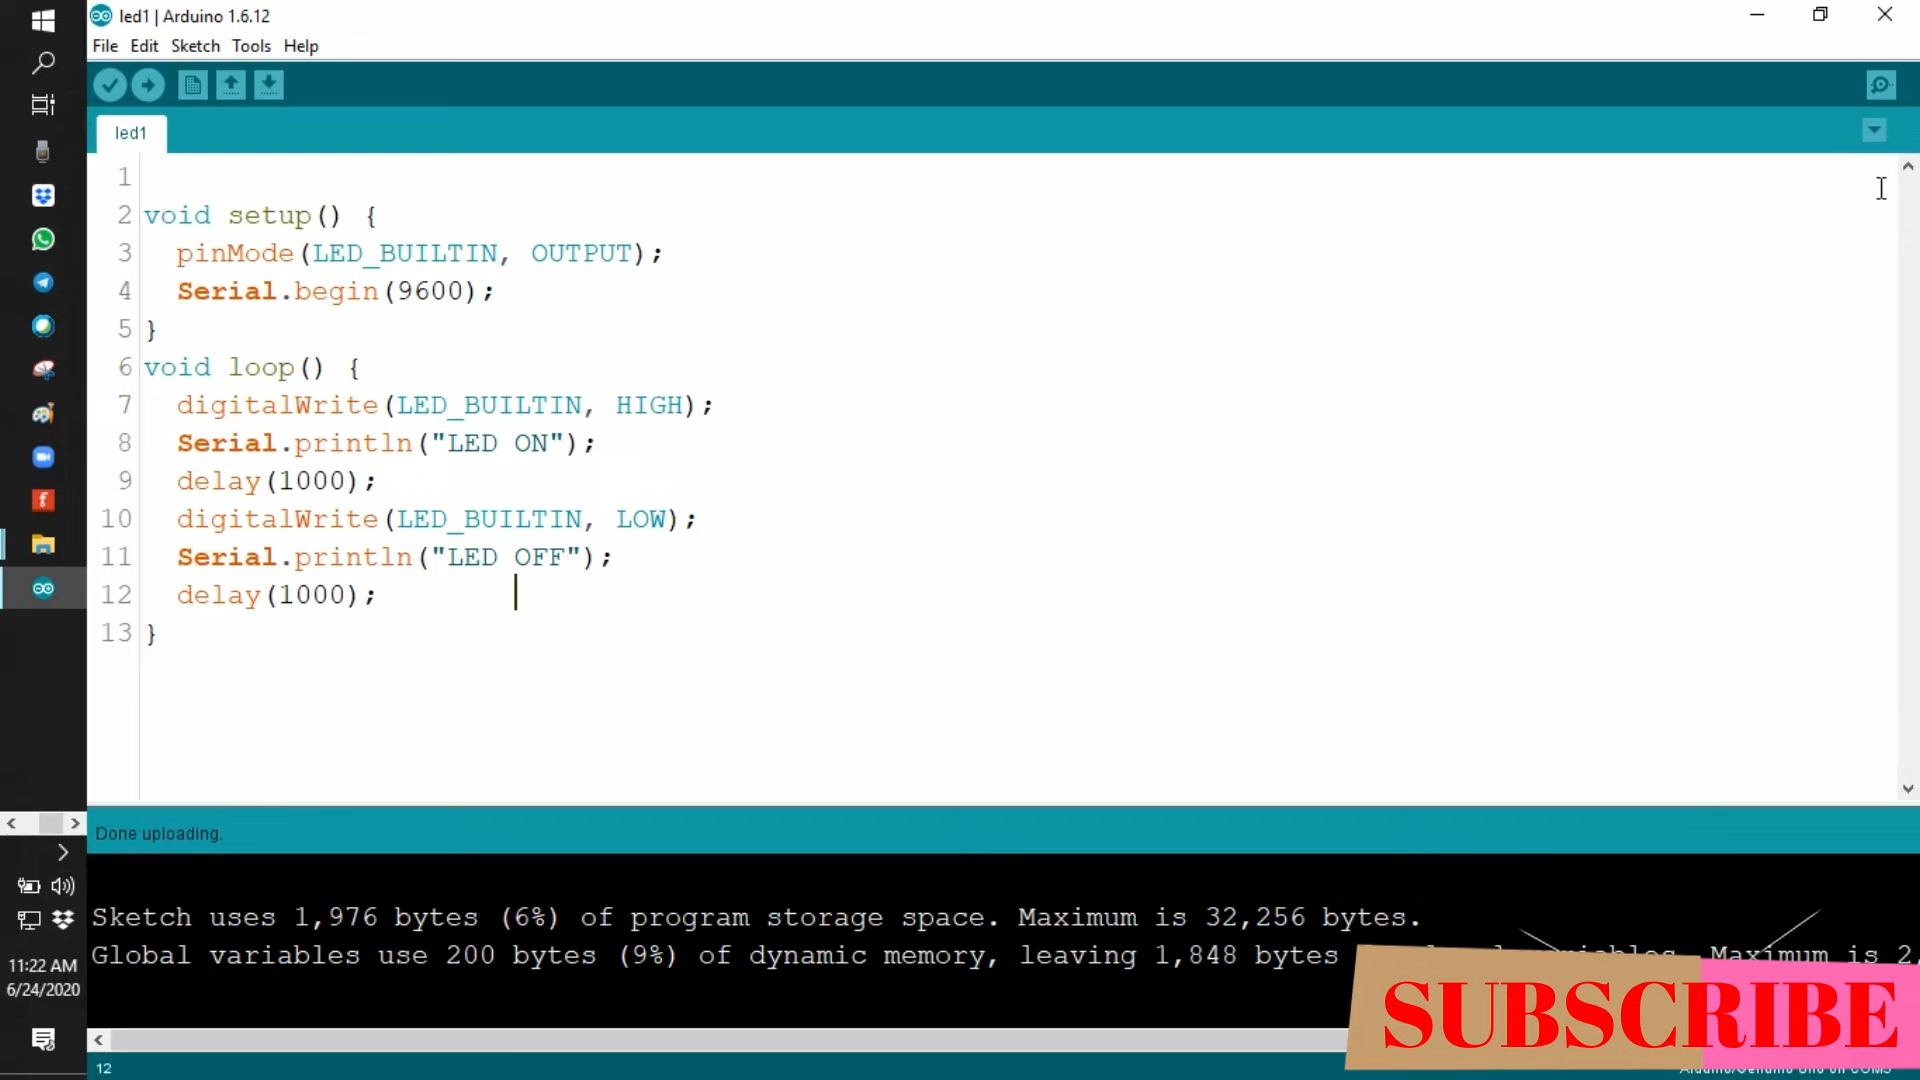 led1 | Arduino 1.6.12
File Edit Sketch Tools Help
led1
1
2 void setup() {
3 pinMode(LED_BUILTIN, OUTPUT);
4 Serial.begin(9600);
5 }
6 void loop() {
7 digitalWrite(LED_BUILTIN, HIGH);
8 Serial.println("LED ON");
9 delay(1000);
10 digitalWrite(LED_BUILTIN, LOW);
11 Serial.println("LED OFF");
12 delay(1000);
13 }
Done uploading.
Sketch uses 1,976 bytes (6%) of program storage space. Maximum is 32,256 bytes.
Global variables use 200 bytes (9%) of dynamic memory, leaving 1,848 bytes Maximum is 2,
11:22 AM
6/24/2020
SUBSCRIBE
12